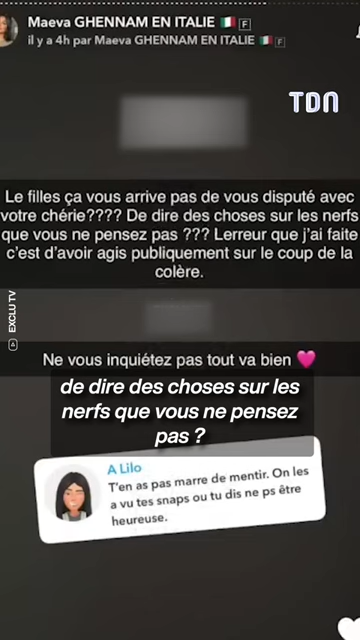 Maeva GHENNAM EN ITALIE 🇮🇹 F
il y a 4h par Maeva GHENNAM EN ITALIE 🇮🇹 F
TDN
Le filles ça vous arrive pas de vous disputé avec
votre chérie???? De dire des choses sur les nerfs
que vous ne pensez pas ??? Lerreur que j'ai faite
c'est d'avoir agis publiquement sur le coup de la
colère.
EXCLU TV
Ne vous inquiétez pas tout va bien 💗
de dire des choses sur les
nerfs que vous ne pensez
pas ?
A Lilo
T'en as pas marre de mentir. On les
a vu tes snaps ou tu dis ne ps être
heureuse.